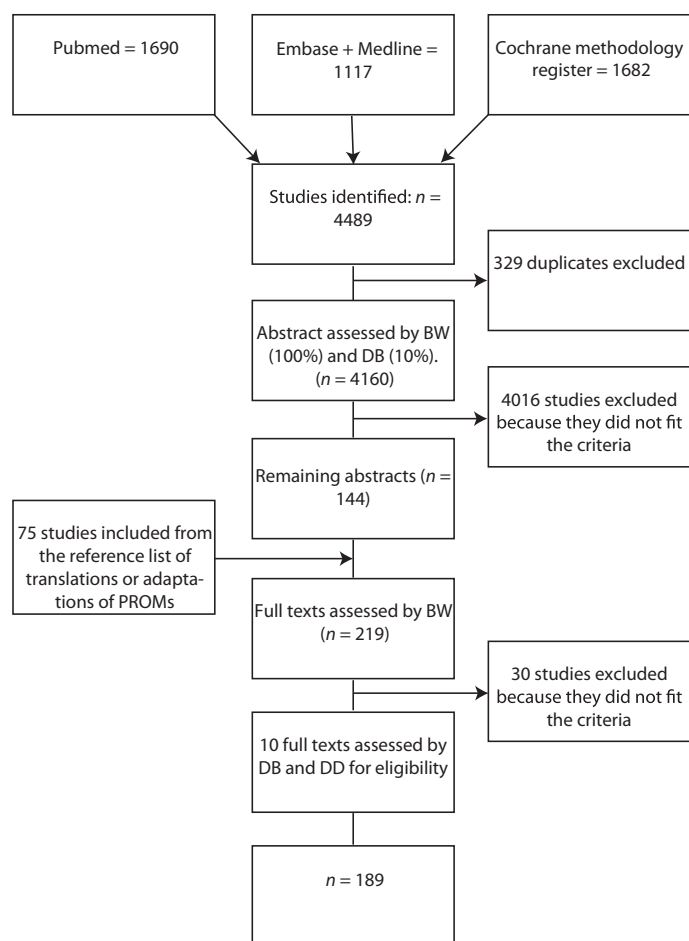 Pubmed = 1690
Embase + Medline =
1117
Cochrane methodology
register = 1682
Studies identified: n =
4489
329 duplicates excluded
Abstract assessed by BW
(100%) and DB (10%).
(n = 4160)
4016 studies excluded
because they did not fit
the criteria
Remaining abstracts (n =
144)
75 studies included from
the reference list of
translations or adapta-
tions of PROMs
Full texts assessed by BW
(n = 219)
30 studies excluded
because they did not fit
the criteria
10 full texts assessed by
DB and DD for eligibility
n = 189